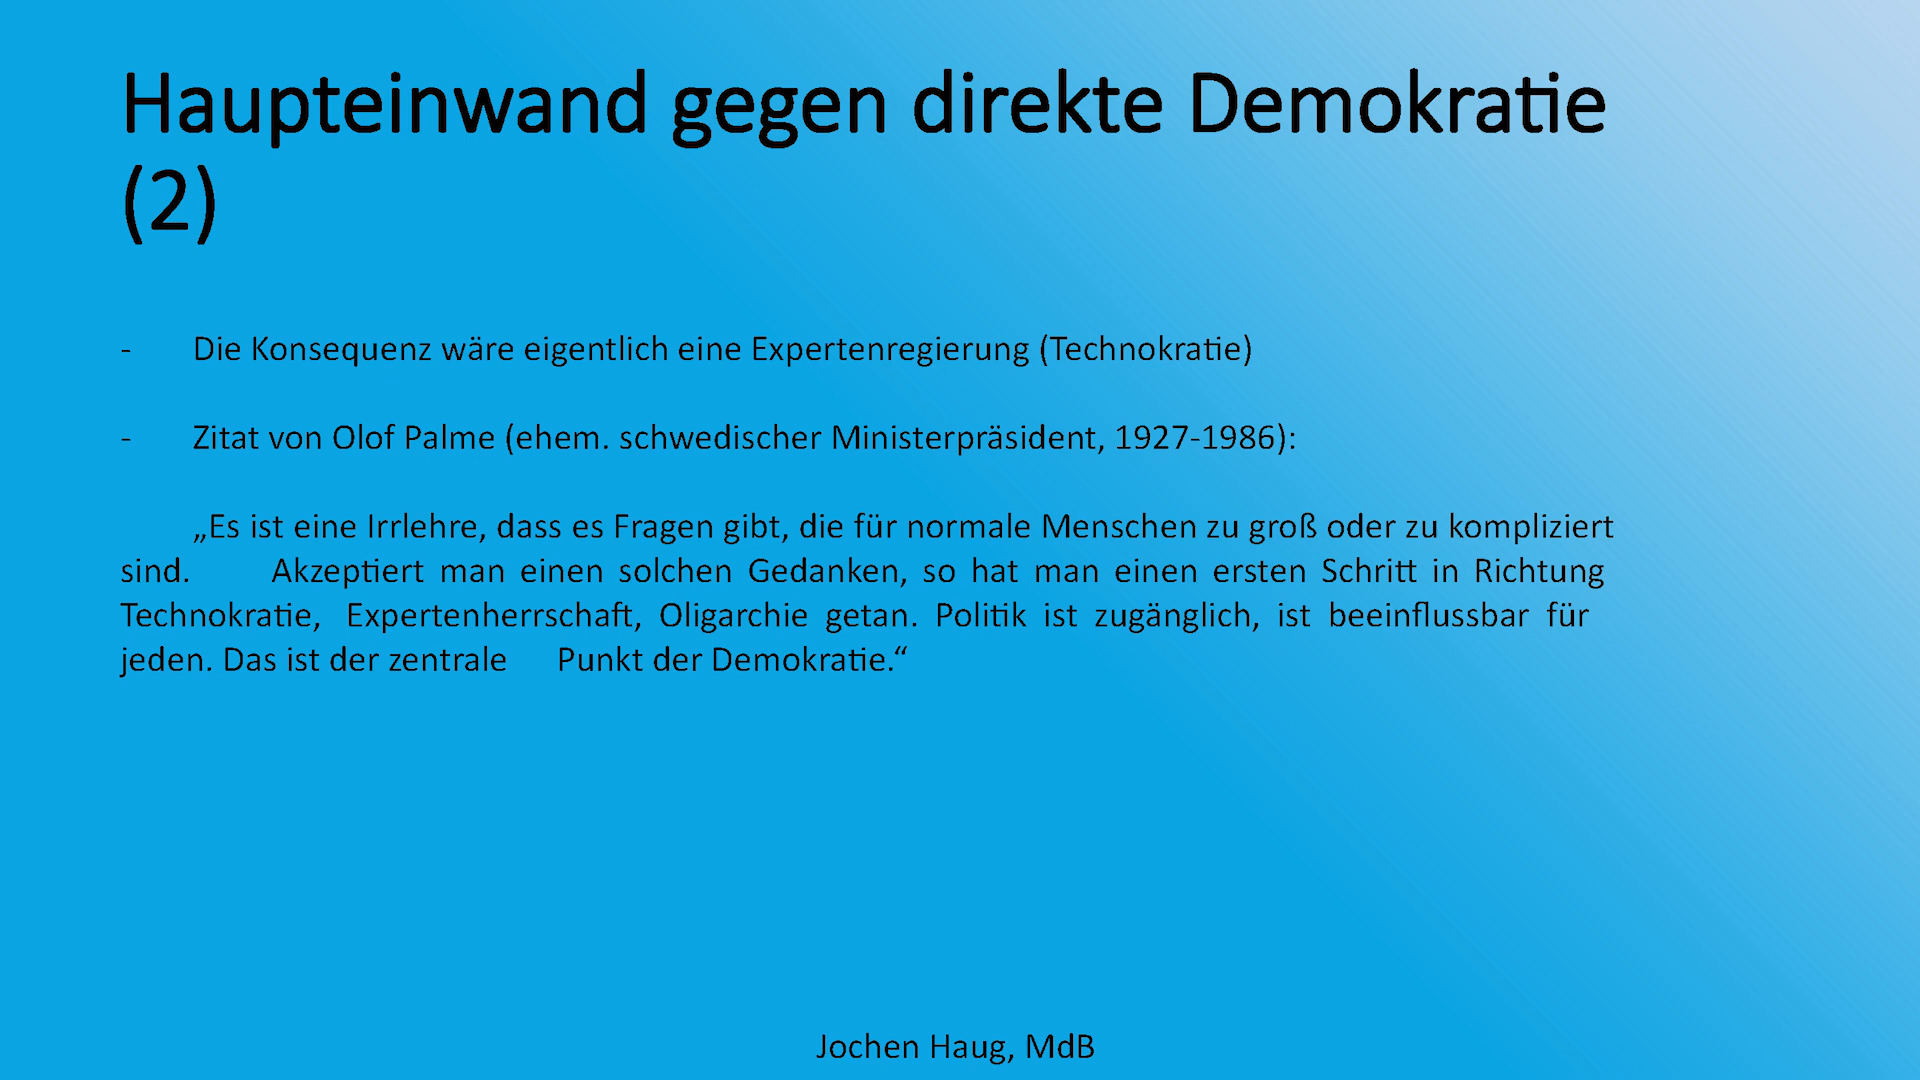 Haupteinwand gegen direkte Demokratie
(2)
- Die Konsequenz wäre eigentlich eine Expertenregierung (Technokratie)
- Zitat von Olof Palme (ehem. schwedischer Ministerpräsident, 1927-1986):
„Es ist eine Irrlehre, dass es Fragen gibt, die für normale Menschen zu groß oder zu kompliziert
sind. Akzeptiert man einen solchen Gedanken, so hat man einen ersten Schritt in Richtung
Technokratie, Expertenherrschaft, Oligarchie getan. Politik ist zugänglich, ist beeinflussbar für
jeden. Das ist der zentrale Punkt der Demokratie.“
Jochen Haug, MdB